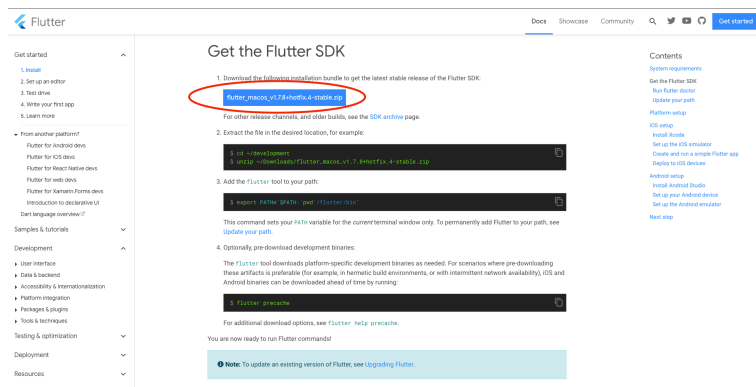 Flutter
Docs
Showcase
Community
Get started
Get started
1. Install
2. Set up an editor
3. Test drive
4. Write your first app
5. Learn more
From another platform?
Flutter for Android devs
Flutter for iOS devs
Flutter for React Native devs
Flutter for web devs
Flutter for Xamarin.Forms devs
Introduction to declarative UI
Dart language overview
Samples & tutorials
Development
User interface
Data & backend
Accessibility & internationalization
Platform integration
Packages & plugins
Tools & techniques
Testing & optimization
Deployment
Resources
Get the Flutter SDK
1. Download the following installation bundle to get the latest stable release of the Flutter SDK:
flutter_macos_v1.7.8+hotfix.4-stable.zip
For other release channels, and older builds, see the SDK archive page.
2. Extract the file in the desired location, for example:
$ cd ~/development
$ unzip ~/Downloads/flutter_macos_v1.7.8+hotfix.4-stable.zip
3. Add the flutter tool to your path:
$ export PATH="$PATH:`pwd`/flutter/bin"
This command sets your PATH variable for the current terminal window only. To permanently add Flutter to your path, see
Update your path.
4. Optionally, pre-download development binaries:
The flutter tool downloads platform-specific development binaries as needed. For scenarios where pre-downloading
these artifacts is preferable (for example, in hermetic build environments, or with intermittent network availability), iOS and
Android binaries can be downloaded ahead of time by running:
$ flutter precache
For additional download options, see flutter help precache.
You are now ready to run Flutter commands!
Note: To update an existing version of Flutter, see Upgrading Flutter.
Contents
System requirements
Get the Flutter SDK
Run flutter doctor
Update your path
Platform setup
iOS setup
Install Xcode
Set up the iOS simulator
Create and run a simple Flutter app
Deploy to iOS devices
Android setup
Install Android Studio
Set up your Android device
Set up the Android emulator
Next step